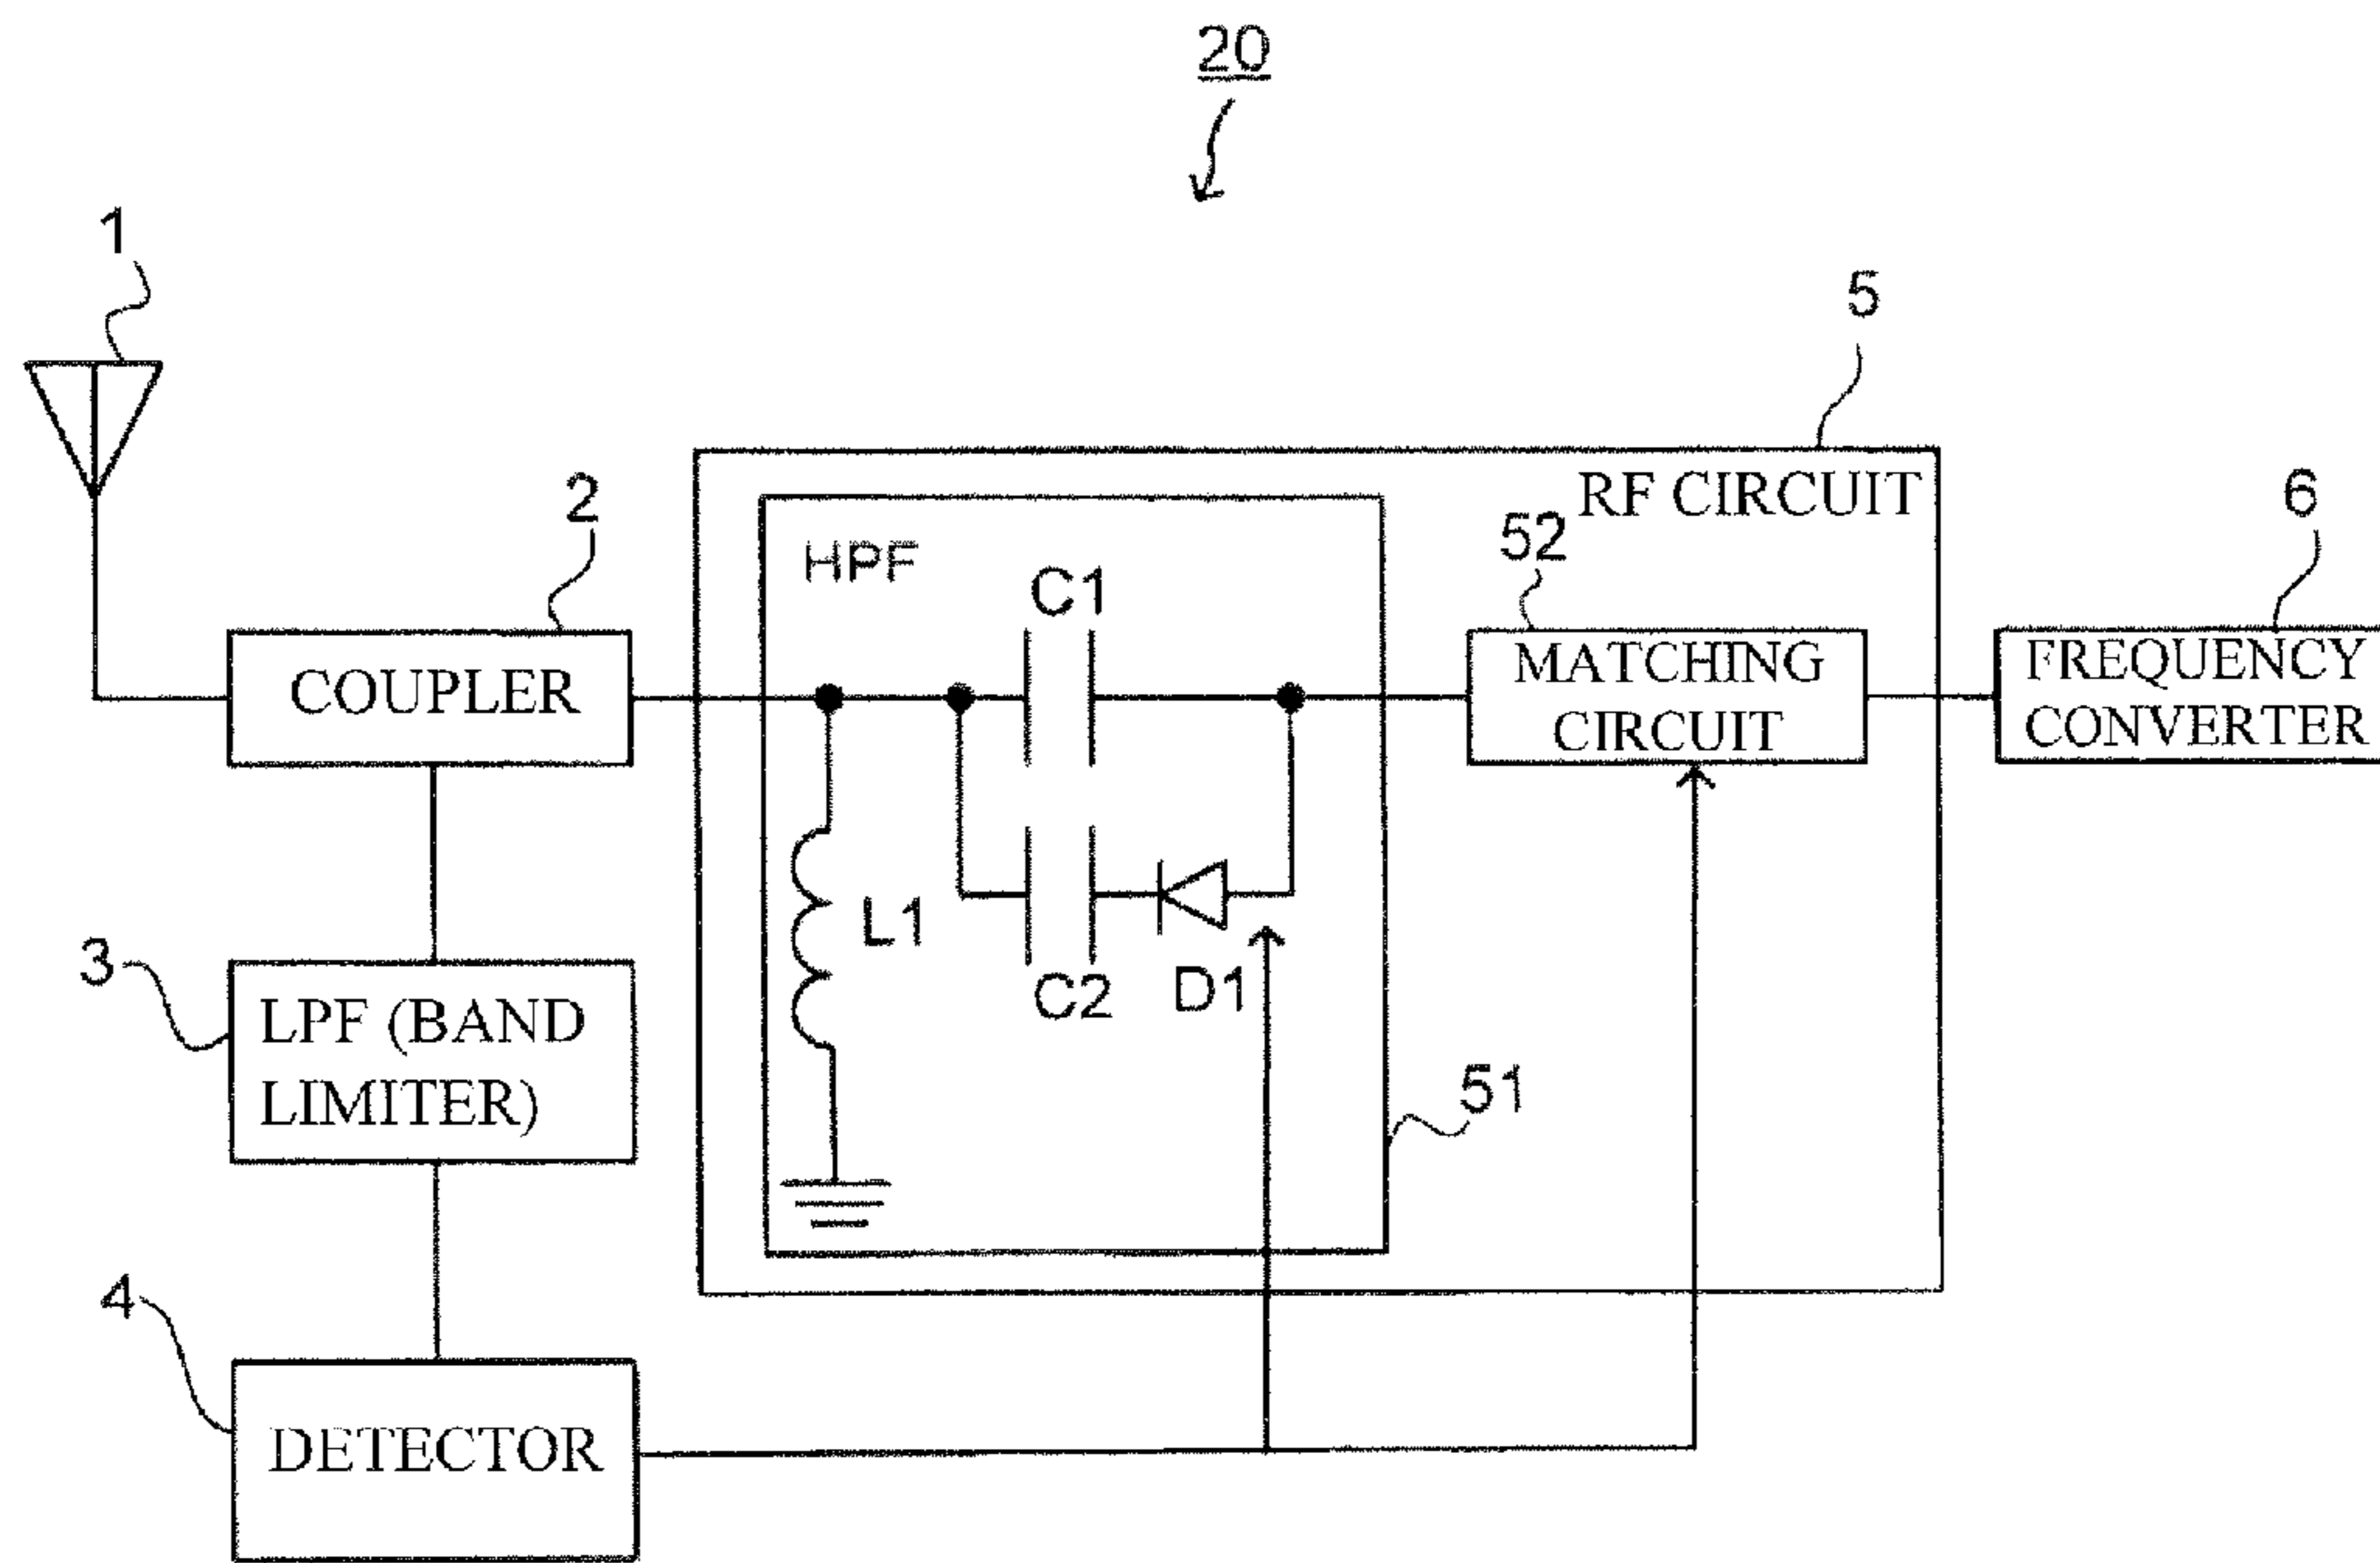 20
1
5
RF CIRCUIT
2
6
52
HPF
C1
COUPLER
MATCHING
CIRCUIT
FREQUENCY
CONVERTER
L1
3
C2
D1
LPF (BAND
LIMITER)
51
4
DETECTOR